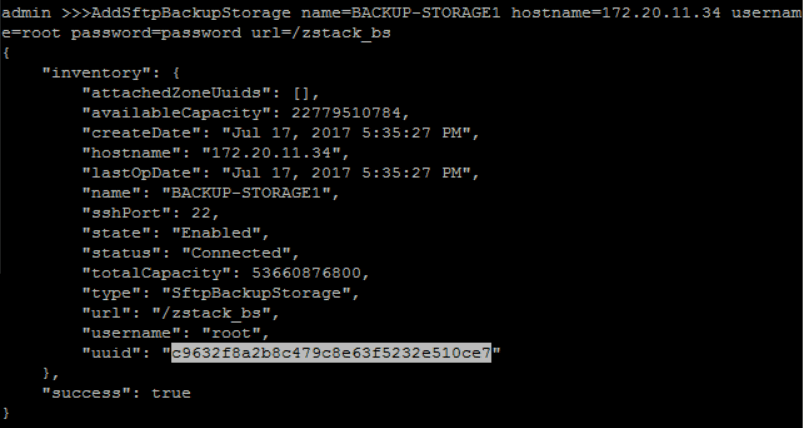 admin >>>AddSftpBackupStorage name=BACKUP-STORAGE1 hostname=172.20.11.34 usernam
e=root password=password url=/zstack_bs
{
    "inventory": {
        "attachedZoneUuids": [],
        "availableCapacity": 22779510784,
        "createDate": "Jul 17, 2017 5:35:27 PM",
        "hostname": "172.20.11.34",
        "lastOpDate": "Jul 17, 2017 5:35:27 PM",
        "name": "BACKUP-STORAGE1",
        "sshPort": 22,
        "state": "Enabled",
        "status": "Connected",
        "totalCapacity": 53660876800,
        "type": "SftpBackupStorage",
        "url": "/zstack_bs",
        "username": "root",
        "uuid": "c9632f8a2b8c479c8e63f5232e510ce7"
    },
    "success": true
}